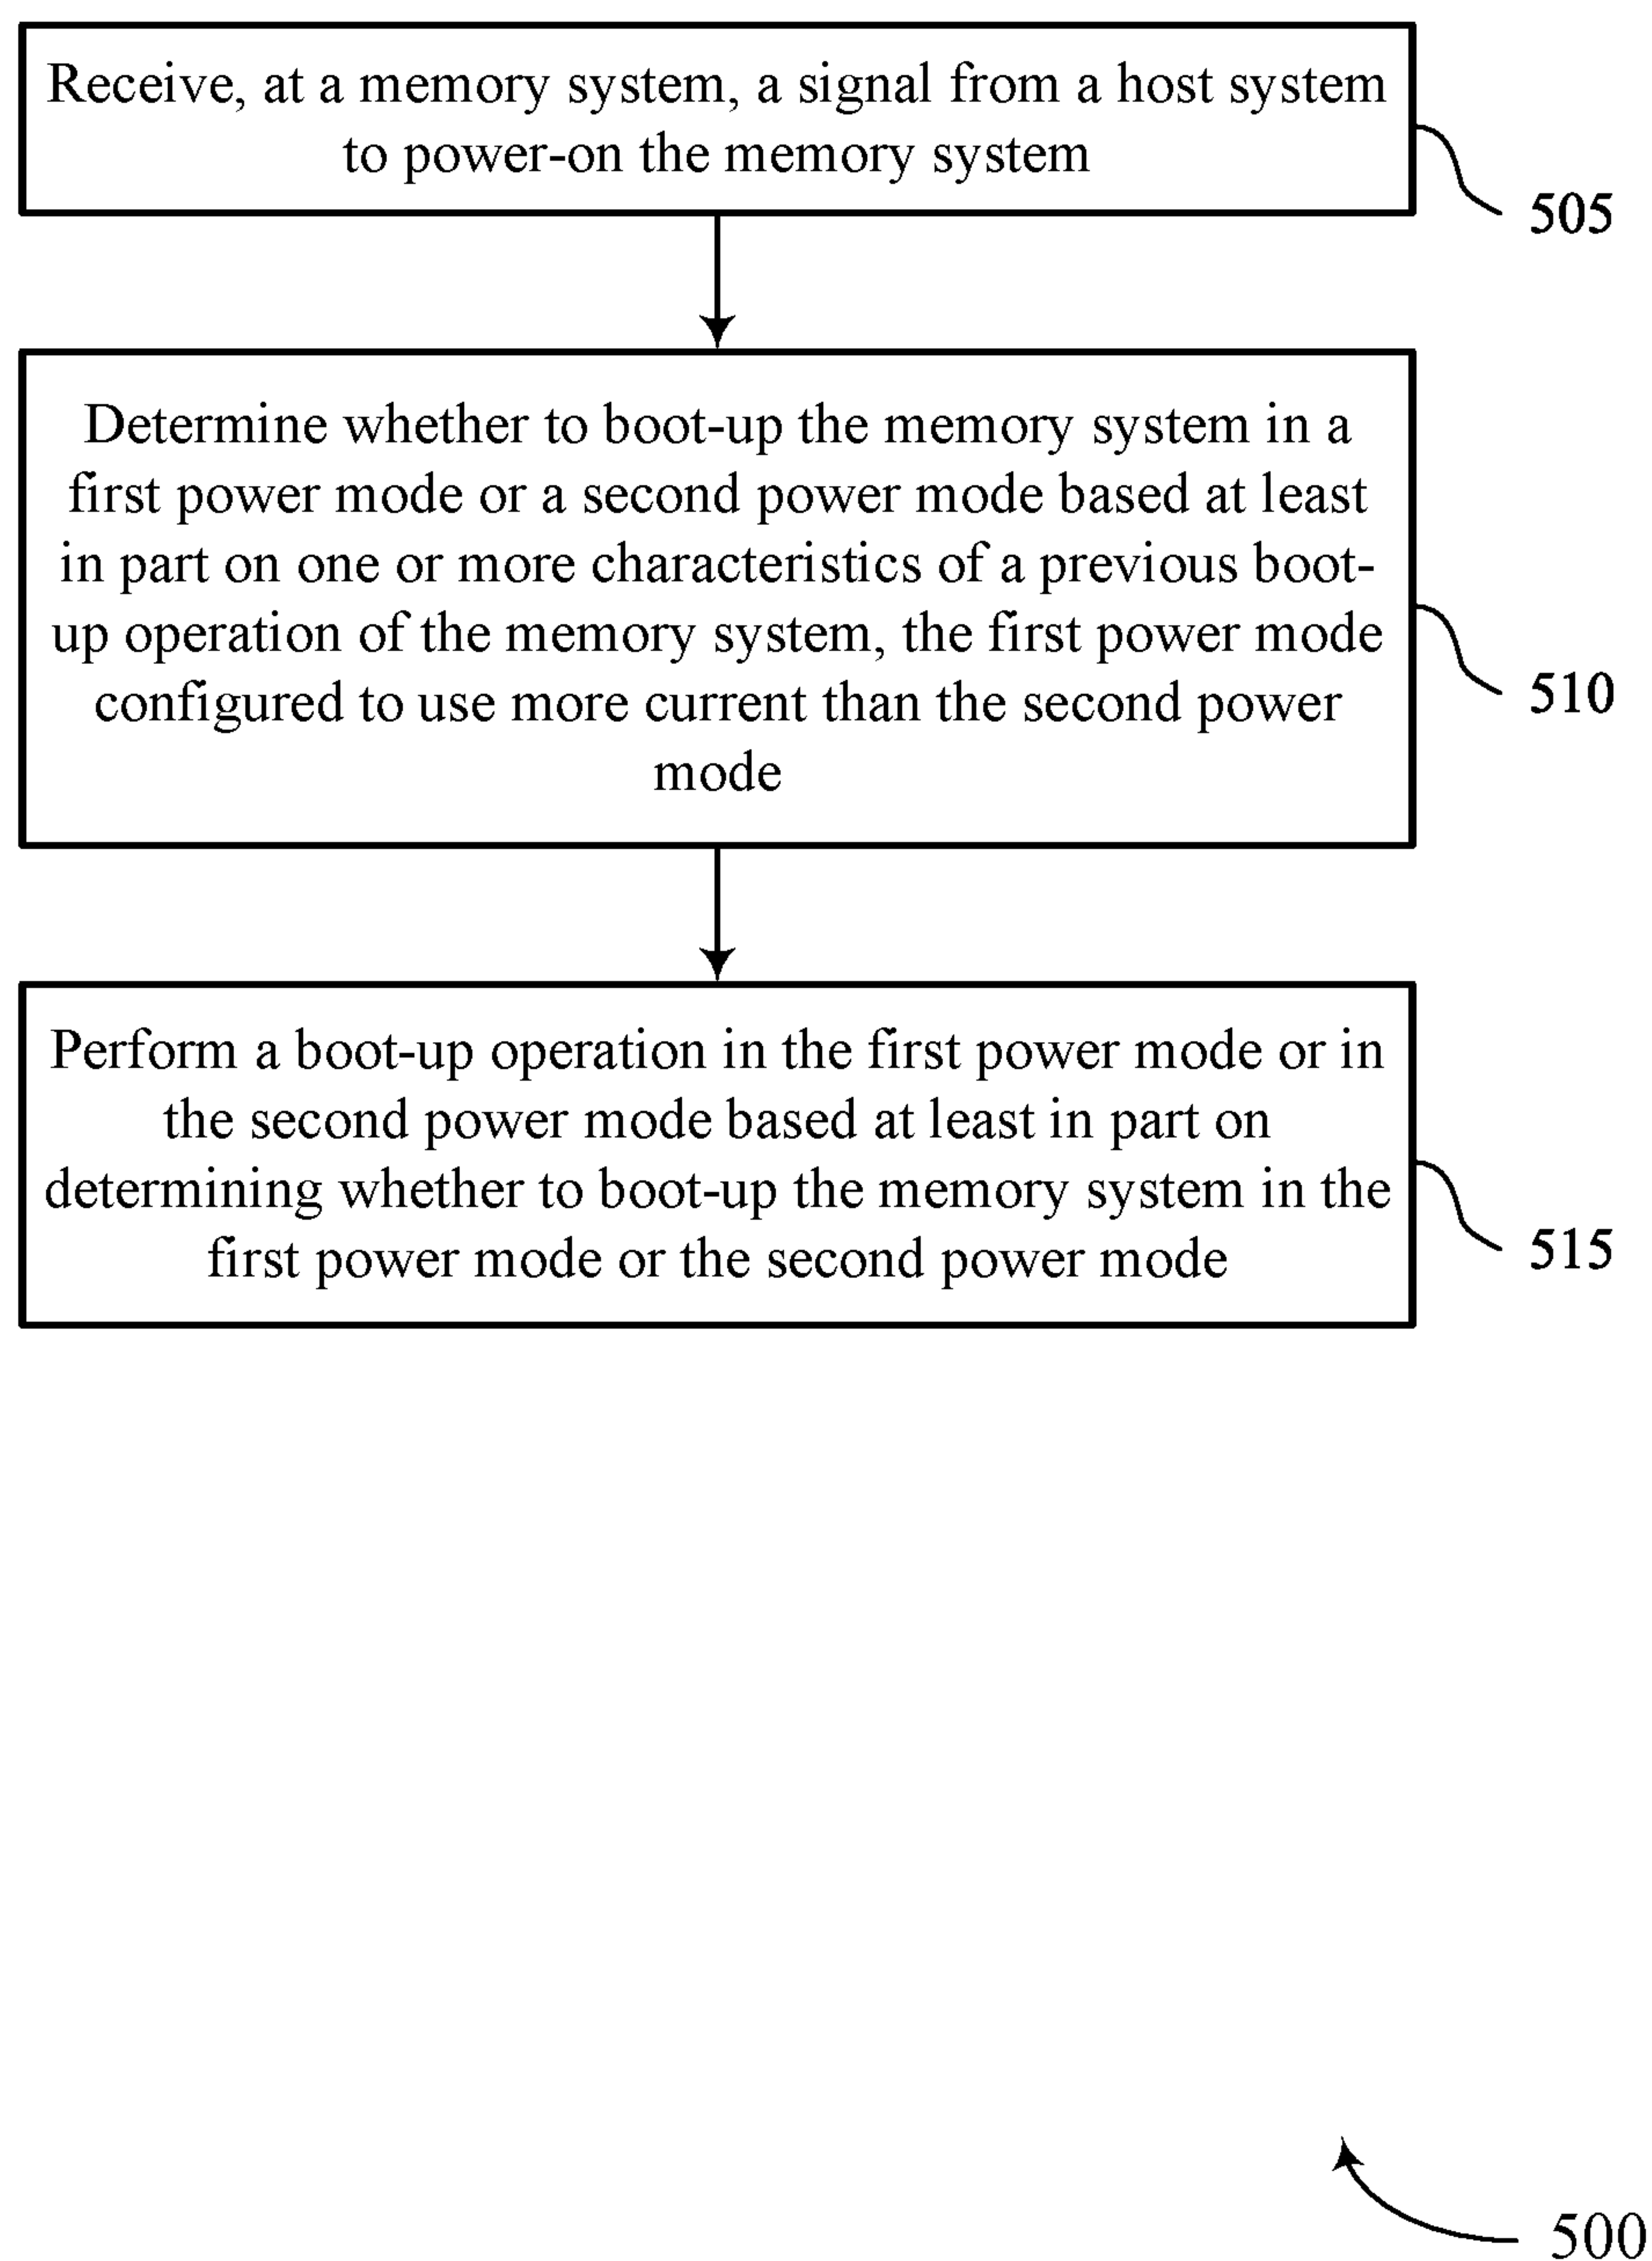 Receive, at a memory system, a signal from a host system
to power-on the memory system
505
Determine whether to boot-up the memory system in a
first power mode or a second power mode based at least
in part on one or more characteristics of a previous boot-
up operation of the memory system, the first power mode
configured to use more current than the second power
mode
510
Perform a boot-up operation in the first power mode or in
the second power mode based at least in part on
determining whether to boot-up the memory system in the
first power mode or the second power mode
515
500